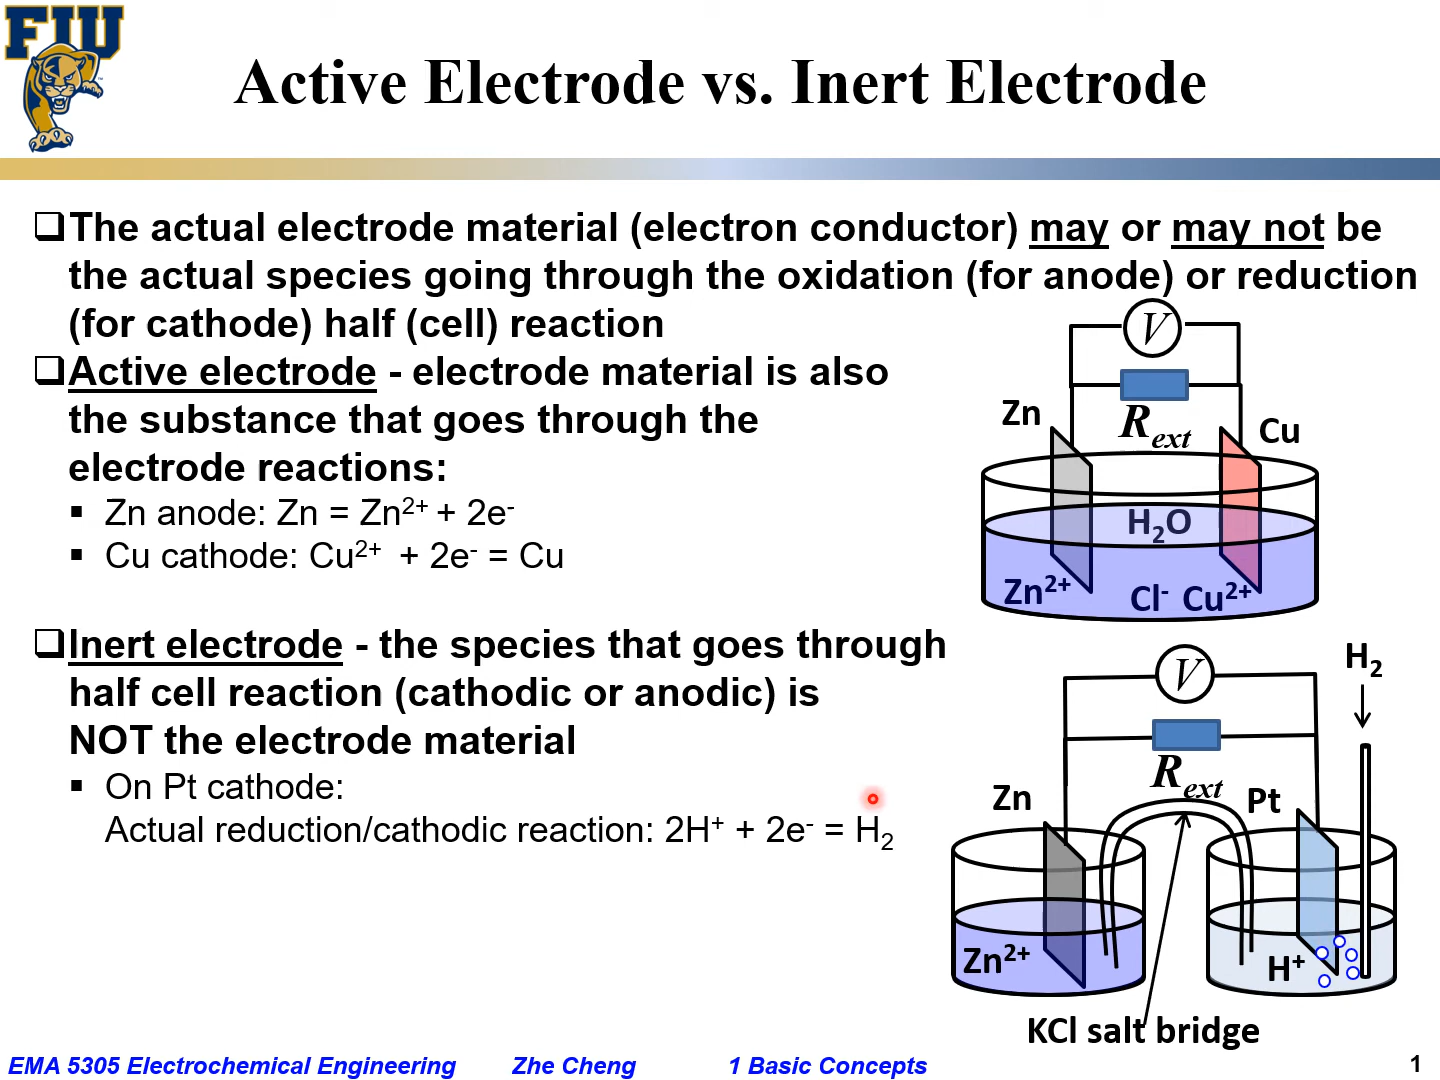 FIU
Active Electrode vs. Inert Electrode
❑The actual electrode material (electron conductor) may or may not be
the actual species going through the oxidation (for anode) or reduction
(for cathode) half (cell) reaction
❑Active electrode - electrode material is also
the substance that goes through the
electrode reactions:
▪ Zn anode: Zn = Zn²⁺ + 2e⁻
▪ Cu cathode: Cu²⁺ + 2e⁻ = Cu
❑Inert electrode - the species that goes through
half cell reaction (cathodic or anodic) is
NOT the electrode material
▪ On Pt cathode:
Actual reduction/cathodic reaction: 2H⁺ + 2e⁻ = H₂
V
Zn
R_ext
Cu
H₂O
Zn²⁺ Cl⁻ Cu²⁺
V
H₂
R_ext
Zn
Pt
Zn²⁺
H⁺
KCl salt bridge
EMA 5305 Electrochemical Engineering Zhe Cheng 1 Basic Concepts 1